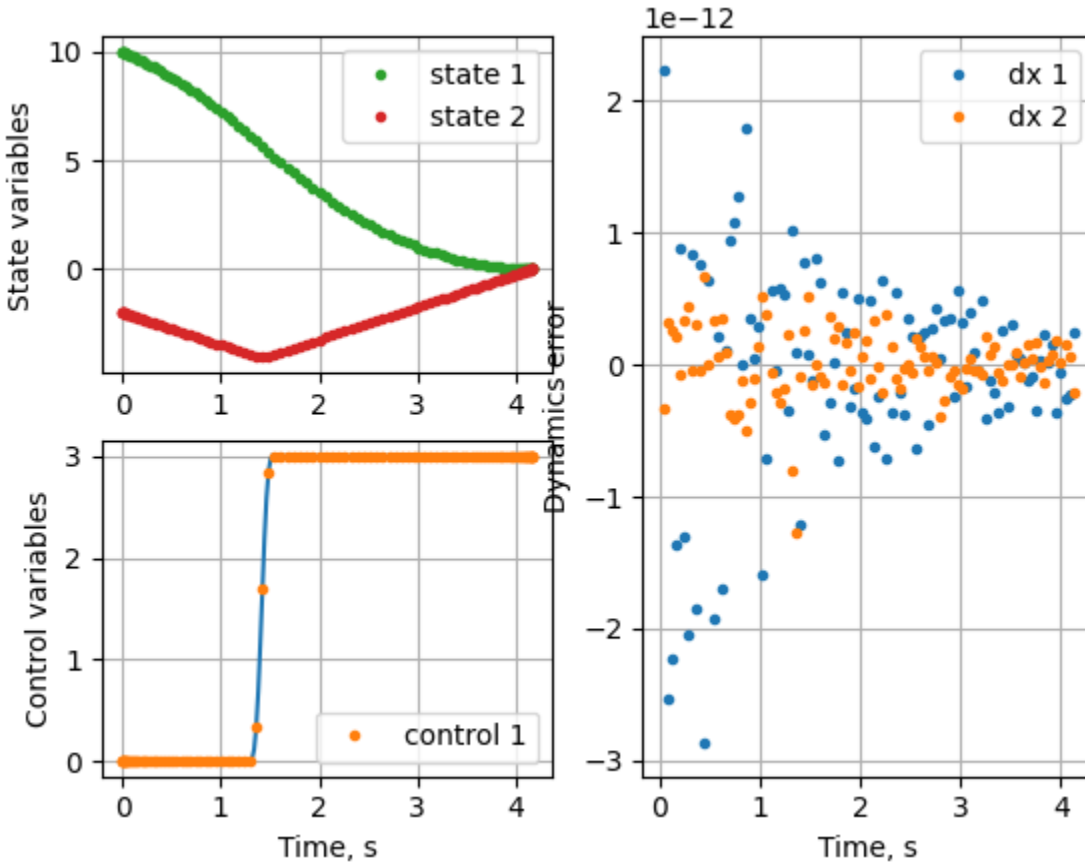 10
5
0
State variables
state 1
state 2
0
1
2
3
4
3
2
1
0
Control variables
control 1
0
1
2
3
4
Time, s
1e−12
2
1
0
−1
−2
−3
Dynamics error
dx 1
dx 2
0
1
2
3
4
Time, s